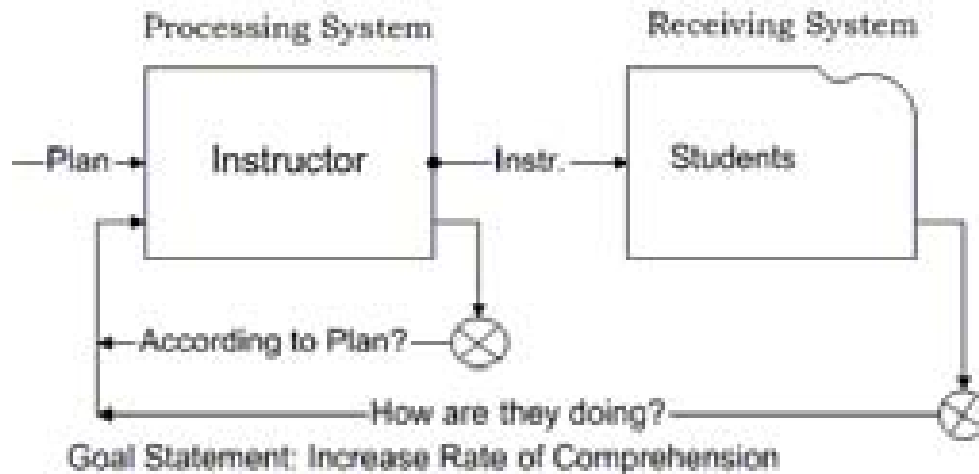 Processing System
Receiving System
Plan
Instructor
Instr.
Students
According to Plan?
How are they doing?
Goal Statement: Increase Rate of Comprehension